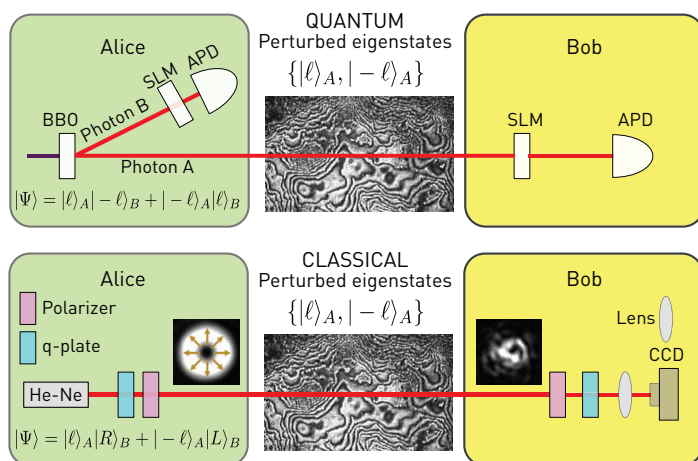 Alice
QUANTUM
Perturbed eigenstates
{|ℓ⟩_A, |−ℓ⟩_A}
Bob
BBO
Photon B
SLM
APD
Photon A
|Ψ⟩ = |ℓ⟩_A|−ℓ⟩_B + |−ℓ⟩_A|ℓ⟩_B
SLM
APD
Alice
CLASSICAL
Perturbed eigenstates
{|ℓ⟩_A, |−ℓ⟩_A}
Bob
Polarizer
q-plate
He-Ne
|Ψ⟩ = |ℓ⟩_A|R⟩_B + |−ℓ⟩_A|L⟩_B
Lens
CCD